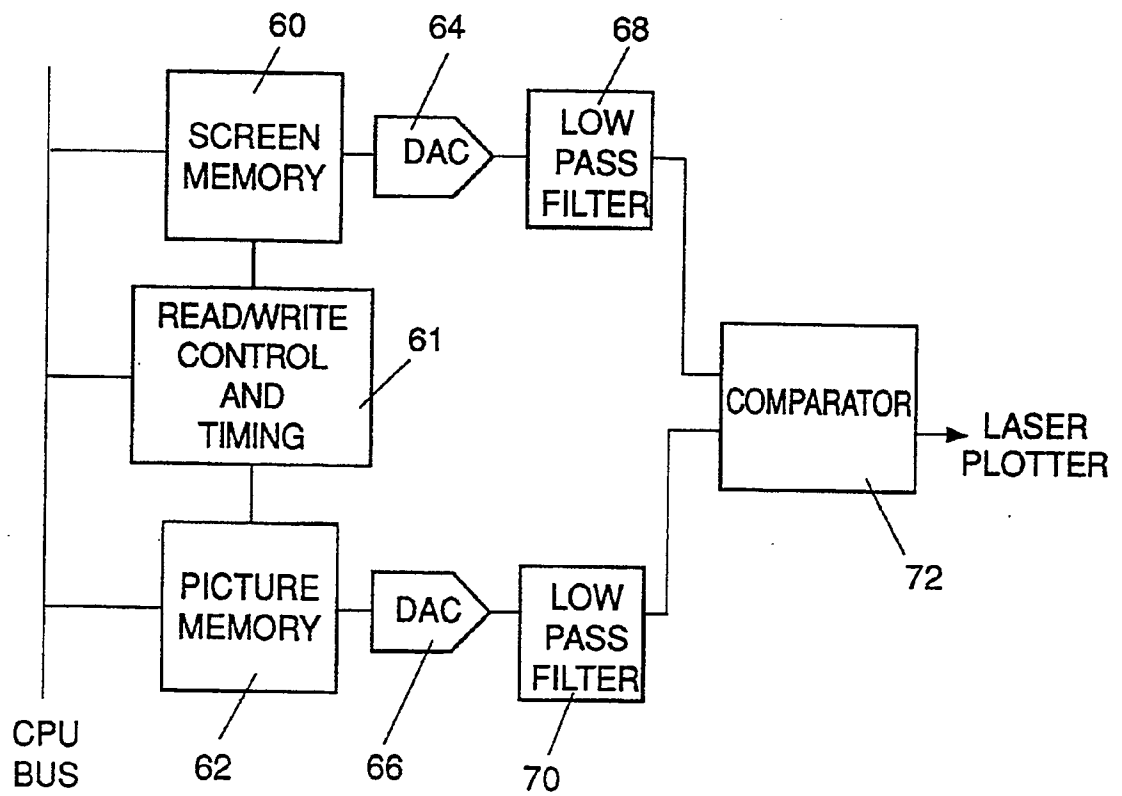 60
64
68
SCREEN
MEMORY
DAC
LOW
PASS
FILTER
READ/WRITE
CONTROL
AND
TIMING
61
COMPARATOR
LASER
PLOTTER
72
PICTURE
MEMORY
DAC
LOW
PASS
FILTER
CPU
BUS
62
66
70